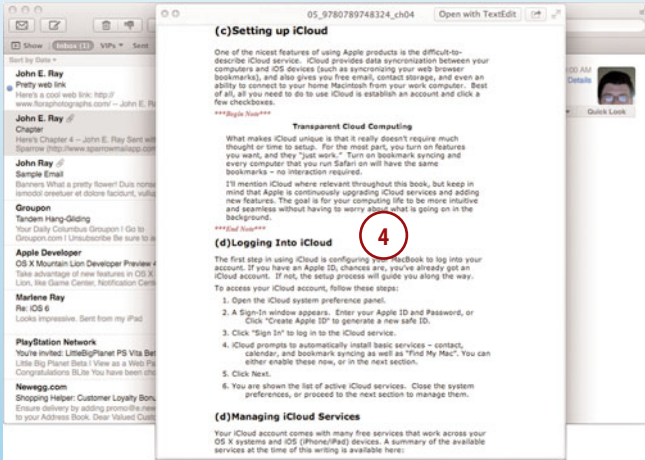 05_9780789748324_ch04
Open with TextEdit
Show
Inbox (1)
VIPs
Sent
Sort by Date
John E. Ray
Pretty web link
Here's a cool web link: http://
www.floraphotographs.com/ – John E. Ra
John E. Ray
Chapter
Here's Chapter 4 – John E. Ray Sent with
Sparrow (http://www.sparrowmailapp.com
John Ray
Sample Email
Banners What a pretty flower! Duis nonse
ismodol oreetuer et dolore facidunt, vullu
Groupon
Tandem Hang-Gliding
Your Daily Columbus Groupon | Go to
Groupon.com | Unsubscribe Be sure to a
Apple Developer
OS X Mountain Lion Developer Preview 4
Take advantage of new features in OS X
Lion, like Game Center, Notification Cent
Marlene Ray
Re: iOS 6
Looks impressive. Sent from my iPad
PlayStation Network
You're invited: LittleBigPlanet PS Vita Bet
Little Big Planet Beta | View as a Web Pa
Congratulations BLite You have been cho
Newegg.com
Shopping Helper: Customer Loyalty Bonu
Ensure delivery by adding promo@e.new
to your Address Book. Dear Valued Custo
(c)Setting up iCloud
One of the nicest features of using Apple products is the difficult-to-
describe iCloud service. iCloud provides data syncronization between your
computers and iOS devices (such as syncronizing your web browser
bookmarks), and also gives you free email, contact storage, and even an
ability to connect to your home Macintosh from your work computer. Best
of all, all you need to do to use iCloud is establish an account and click a
few checkboxes.
***Begin Note***
Transparent Cloud Computing
What makes iCloud unique is that it really doesn't require much
thought or time to setup. For the most part, you turn on features
you want, and they "just work." Turn on bookmark syncing and
every computer that you run Safari on will have the same
bookmarks – no interaction required.
I'll mention iCloud where relevant throughout this book, but keep in
mind that Apple is continuously upgrading iCloud services and adding
new features. The goal is for your computing life to be more intuitive
and seamless without having to worry about what is going on in the
background.
***End Note***
4
(d)Logging Into iCloud
The first step in using iCloud is configuring your MacBook to log into your
account. If you have an Apple ID, chances are, you've already got an
iCloud account. If not, the setup process will guide you along the way.
To access your iCloud account, follow these steps:
1. Open the iCloud system preference panel.
2. A Sign-In window appears. Enter your Apple ID and Password, or
Click "Create Apple ID" to generate a new safe ID.
3. Click "Sign In" to log in to the iCloud service.
4. iCloud prompts to automatically install basic services – contact,
calendar, and bookmark syncing as well as "Find My Mac". You can
either enable these now, or in the next section.
5. Click Next.
6. You are shown the list of active iCloud services. Close the system
preferences, or proceed to the next section to manage them.
(d)Managing iCloud Services
Your iCloud account comes with many free services that work across your
OS X systems and iOS (iPhone/iPad) devices. A summary of the available
services at the time of this writing is available here:
:00 AM
Details
Quick Look